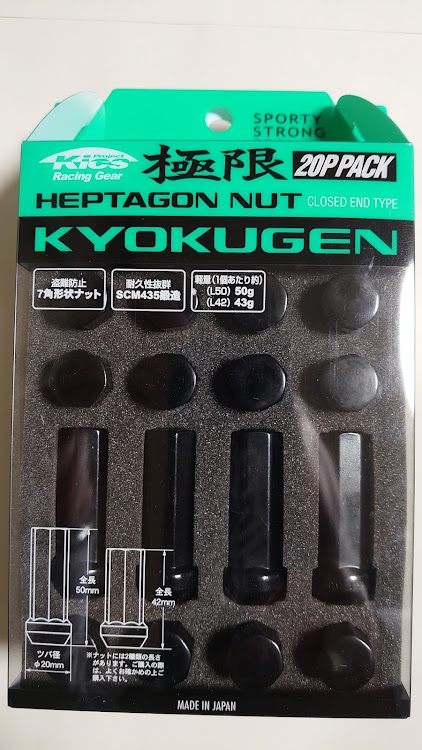 SPORTY
STRONG
Project
Kics
Racing Gear
極限
20P PACK
HEPTAGON NUT CLOSED END TYPE
KYOKUGEN
盗難防止
7角形状ナット
耐久性抜群
SCM435鍛造
軽量(1個あたり約)
(L50) 50g
(L42) 43g
全長
50mm
全長
42mm
ツバ径
φ20mm
※ナットには2種類の長さ
があります。ご購入の際
は、よくお確かめの上ご
購入下さい。
MADE IN JAPAN